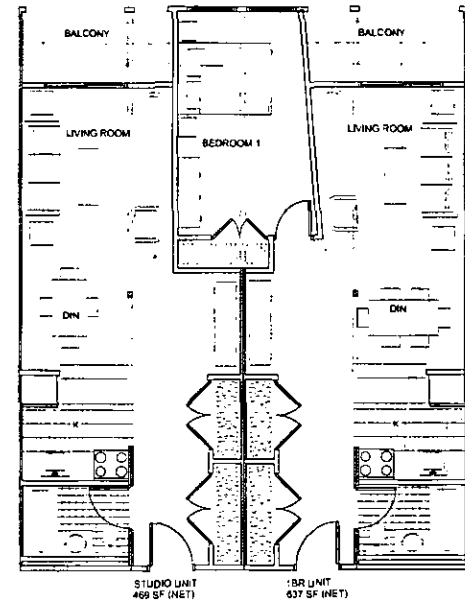 BALCONY
BALCONY
LIVING ROOM
LIVING ROOM
BEDROOM 1
DIN
DIN
K
K
STUDIO UNIT
469 SF (NET)
1BR UNIT
637 SF (NET)